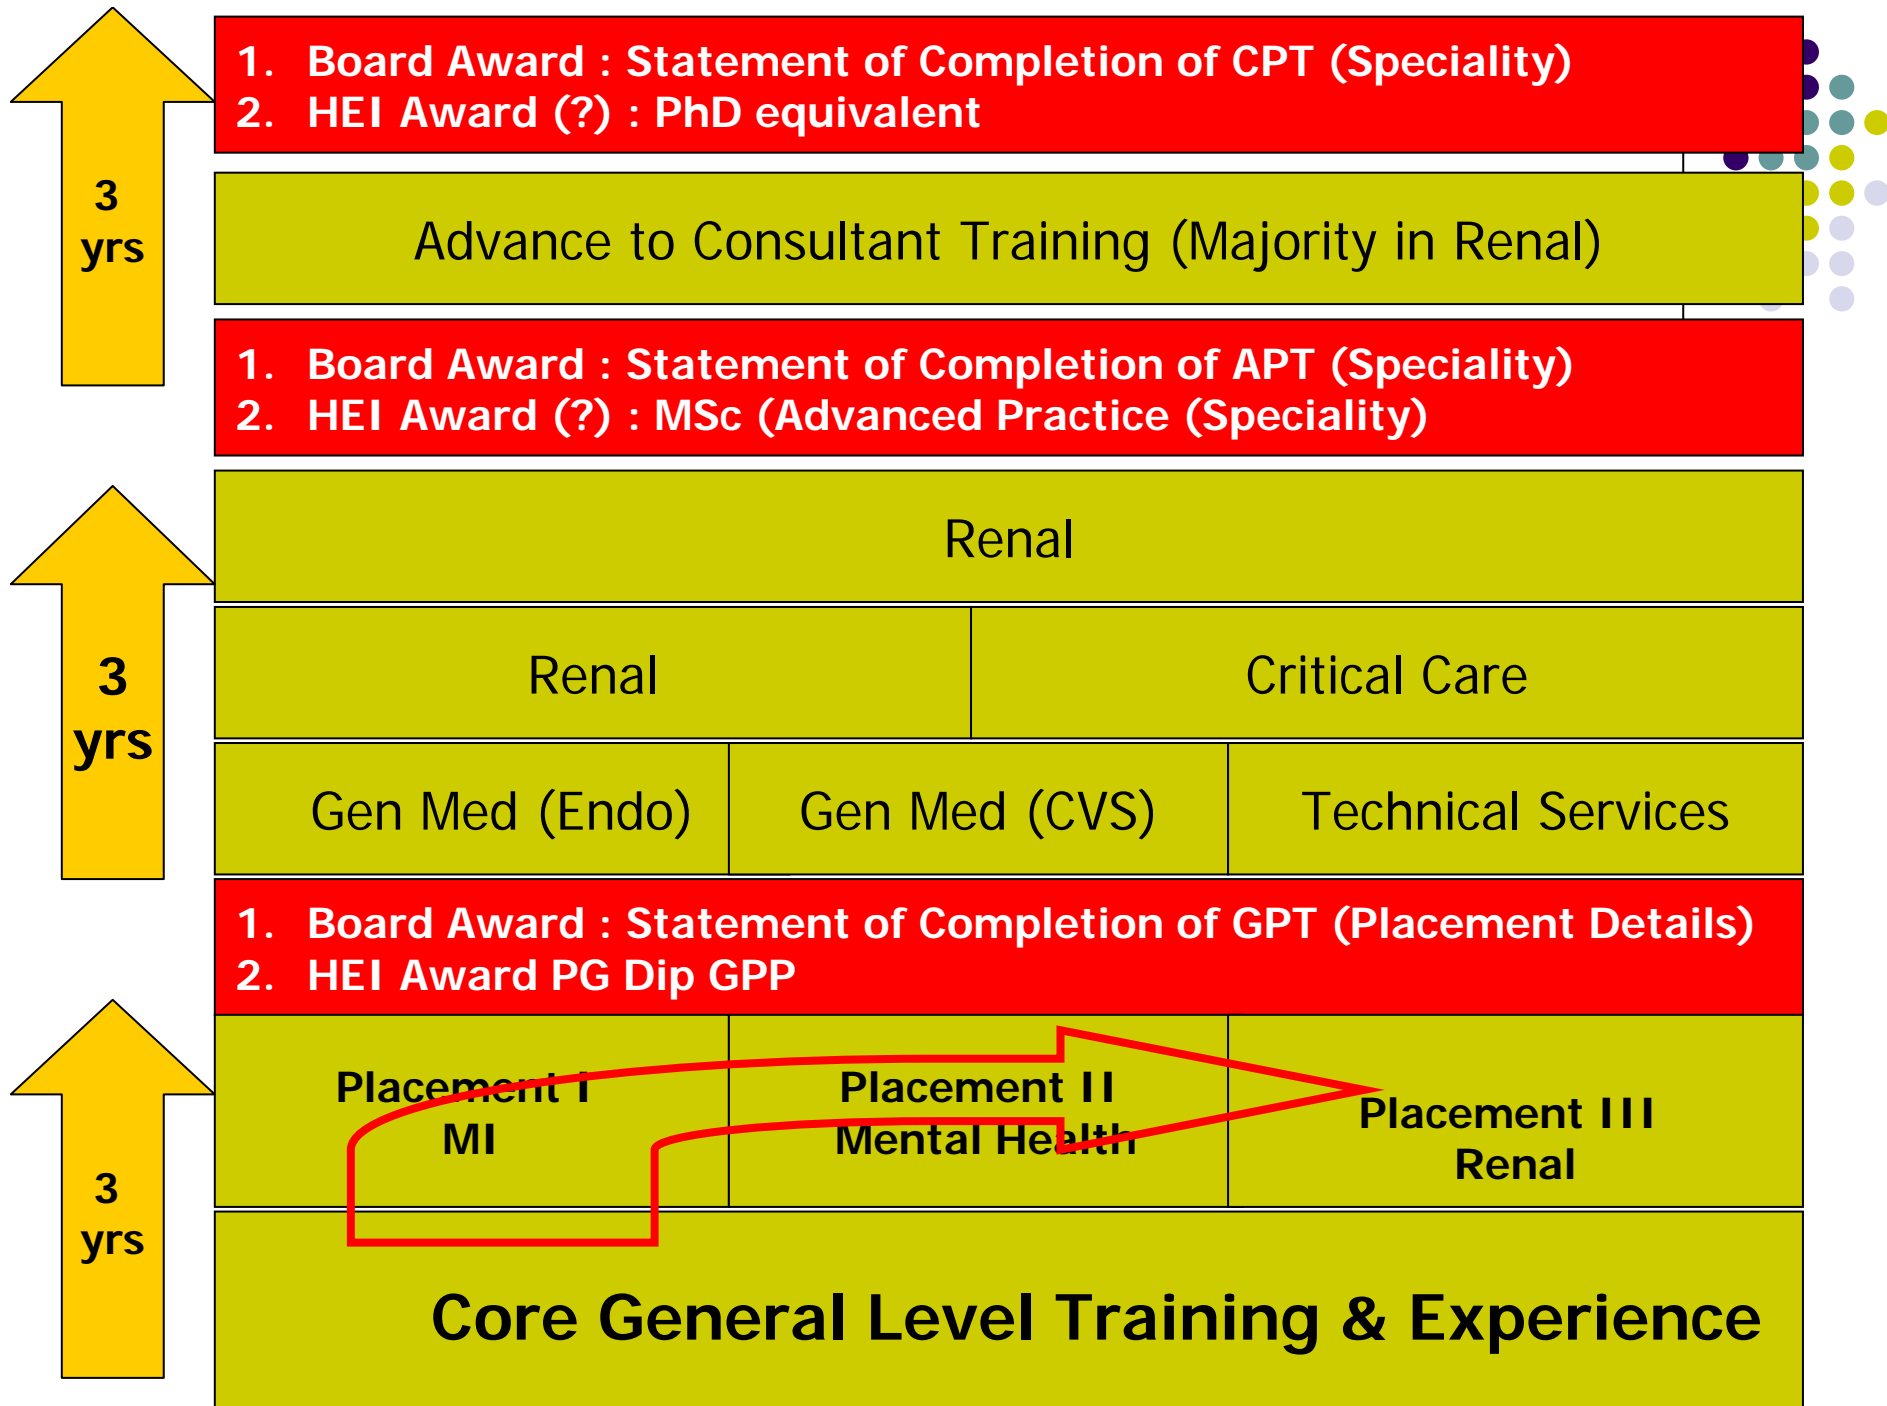 3
yrs
1. Board Award : Statement of Completion of CPT (Speciality)
2. HEI Award (?) : PhD equivalent
Advance to Consultant Training (Majority in Renal)
1. Board Award : Statement of Completion of APT (Speciality)
2. HEI Award (?) : MSc (Advanced Practice (Speciality)
3
yrs
Renal
Renal
Critical Care
Gen Med (Endo)
Gen Med (CVS)
Technical Services
1. Board Award : Statement of Completion of GPT (Placement Details)
2. HEI Award PG Dip GPP
3
yrs
Placement I
MI
Placement II
Mental Health
Placement III
Renal
Core General Level Training & Experience